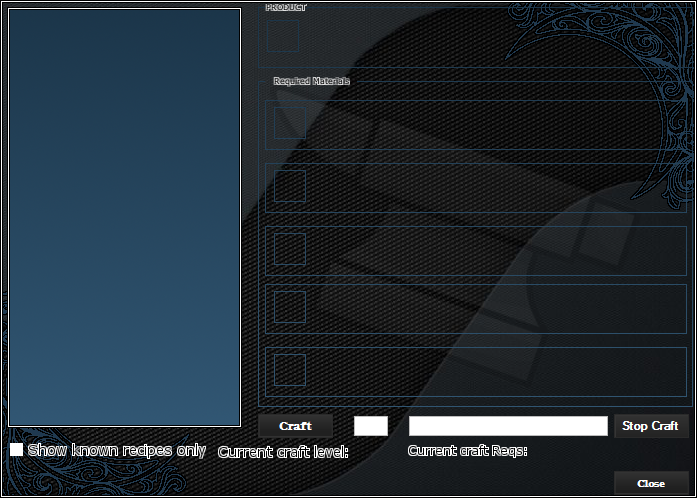 PRODUCT
Required Materials
Craft
Stop Craft
Show known recipes only
Current craft level:
Current craft Reqs:
Close